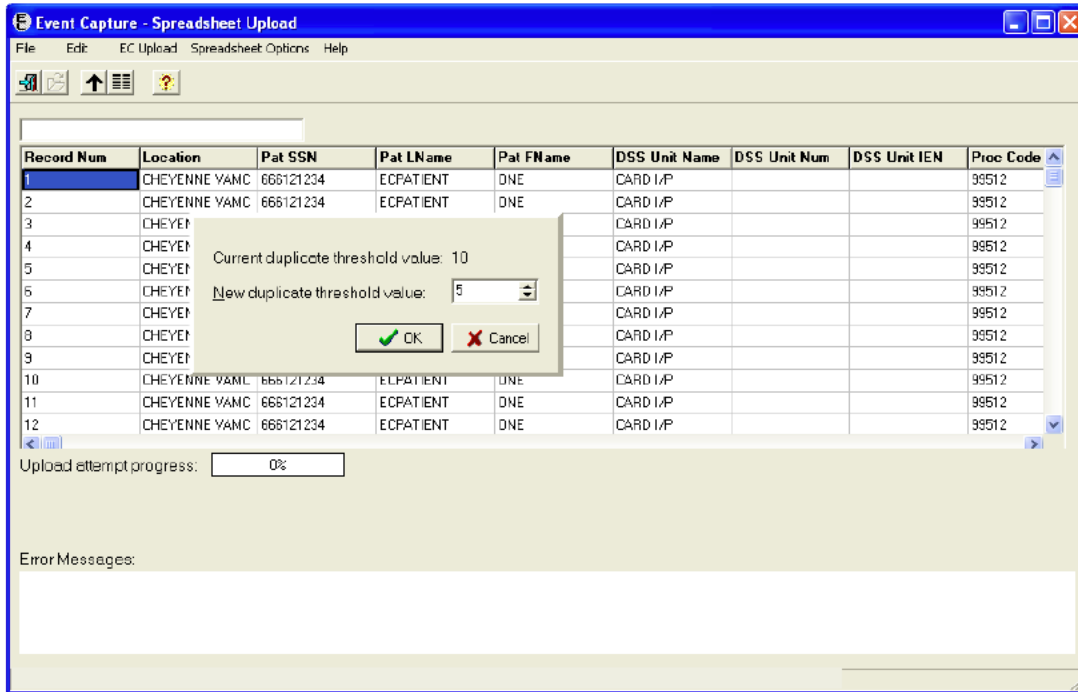 Event Capture - Spreadsheet Upload
File Edit EC Upload Spreadsheet Options Help
Record Num Location Pat SSN Pat LName Pat FName DSS Unit Name DSS Unit Num DSS Unit IEN Proc Code
1 CHEYENNE VAMC 666121234 ECPATIENT ONE CARD I/P 99512
2 CHEYENNE VAMC 666121234 ECPATIENT ONE CARD I/P 99512
3 CHEYEN CARD I/P 99512
4 CHEYEN CARD I/P 99512
5 CHEYEN CARD I/P 99512
6 CHEYEN CARD I/P 99512
7 CHEYEN CARD I/P 99512
8 CHEYEN CARD I/P 99512
9 CHEYEN CARD I/P 99512
Current duplicate threshold value: 10
New duplicate threshold value: 5
OK Cancel
10 CHEYENNE VAMC 666121234 ECPATIENT ONE CARD I/P 99512
11 CHEYENNE VAMC 666121234 ECPATIENT ONE CARD I/P 99512
12 CHEYENNE VAMC 666121234 ECPATIENT ONE CARD I/P 99512
Upload attempt progress: 0%
Error Messages: